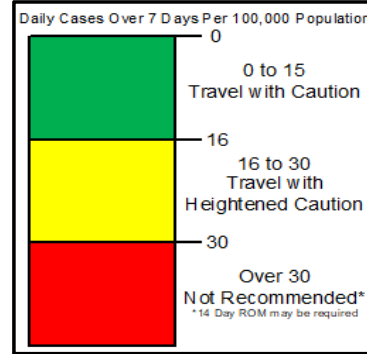 Daily Cases Over 7 Days Per 100,000 Population
0
0 to 15
Travel with Caution
16
16 to 30
Travel with
Heightened Caution
30
Over 30
Not Recommended*
*14 Day ROM may be required